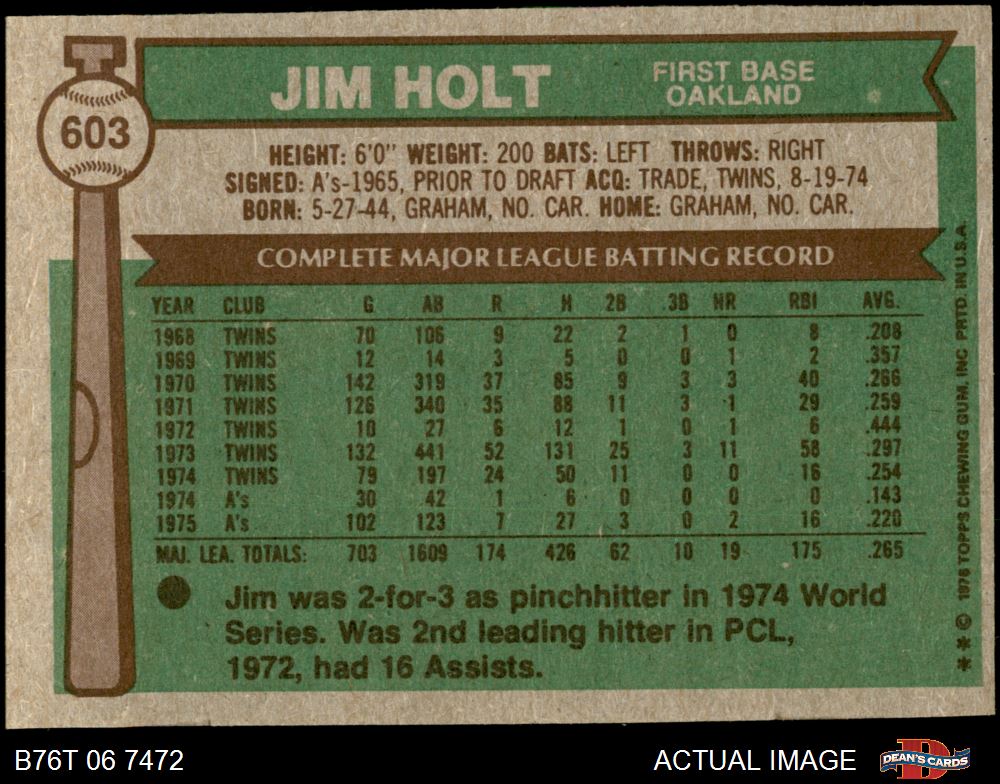 603
JIM HOLT
FIRST BASE
OAKLAND
HEIGHT: 6'0" WEIGHT: 200 BATS: LEFT THROWS: RIGHT
SIGNED: A's-1965, PRIOR TO DRAFT ACQ: TRADE, TWINS, 8-19-74
BORN: 5-27-44, GRAHAM, NO. CAR. HOME: GRAHAM, NO. CAR.
COMPLETE MAJOR LEAGUE BATTING RECORD
YEAR CLUB G AB R H 2B 3B HR RBI AVG.
1968 TWINS 70 106 9 22 2 1 0 8 .208
1969 TWINS 12 14 3 5 0 0 1 2 .357
1970 TWINS 142 319 37 85 9 3 3 40 .266
1971 TWINS 126 340 35 88 11 3 1 29 .259
1972 TWINS 10 27 6 12 1 0 1 6 .444
1973 TWINS 132 441 52 131 25 3 11 58 .297
1974 TWINS 79 197 24 50 11 0 0 16 .254
1974 A's 30 42 1 6 0 0 0 0 .143
1975 A's 102 123 7 27 3 0 2 16 .220
MAJ. LEA. TOTALS: 703 1609 174 426 62 10 19 175 .265
Jim was 2-for-3 as pinchhitter in 1974 World
Series. Was 2nd leading hitter in PCL,
1972, had 16 Assists.
** © 1976 TOPPS CHEWING GUM, INC. PRTD. IN U.S.A.
B76T 06 7472
ACTUAL IMAGE
DEAN'S CARDS